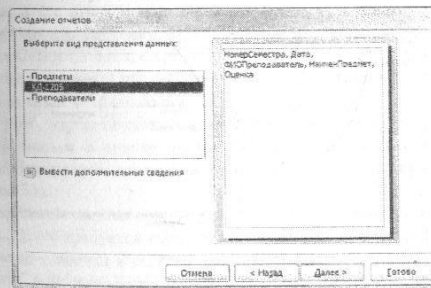 Создание отчетов
Выберите вид представления данных:
- Предметы
- Преподаватели
Вывести дополнительные сведения
НомерСеместра, Дата,
ФИОПреподаватель, Наиме-Предмет,
Оценка
Отмена
< Назад
Далее >
Готово